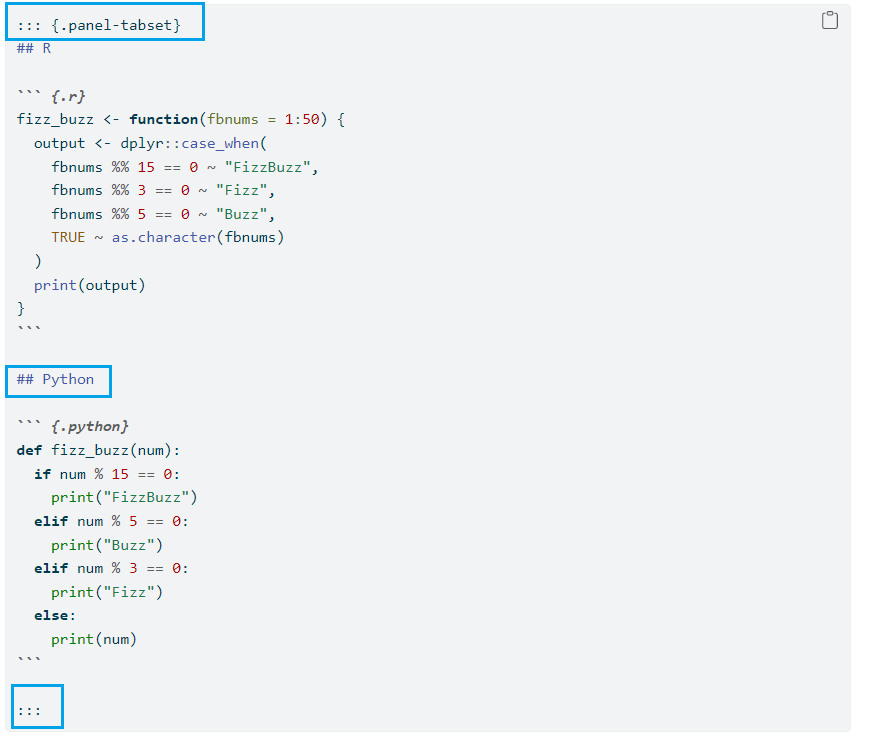 ::: {.panel-tabset}
## R

``` {.r}
fizz_buzz <- function(fbnums = 1:50) {
  output <- dplyr::case_when(
    fbnums %% 15 == 0 ~ "FizzBuzz",
    fbnums %% 3 == 0 ~ "Fizz",
    fbnums %% 5 == 0 ~ "Buzz",
    TRUE ~ as.character(fbnums)
  )
  print(output)
}
```

## Python

``` {.python}
def fizz_buzz(num):
  if num % 15 == 0:
    print("FizzBuzz")
  elif num % 5 == 0:
    print("Buzz")
  elif num % 3 == 0:
    print("Fizz")
  else:
    print(num)
```

:::